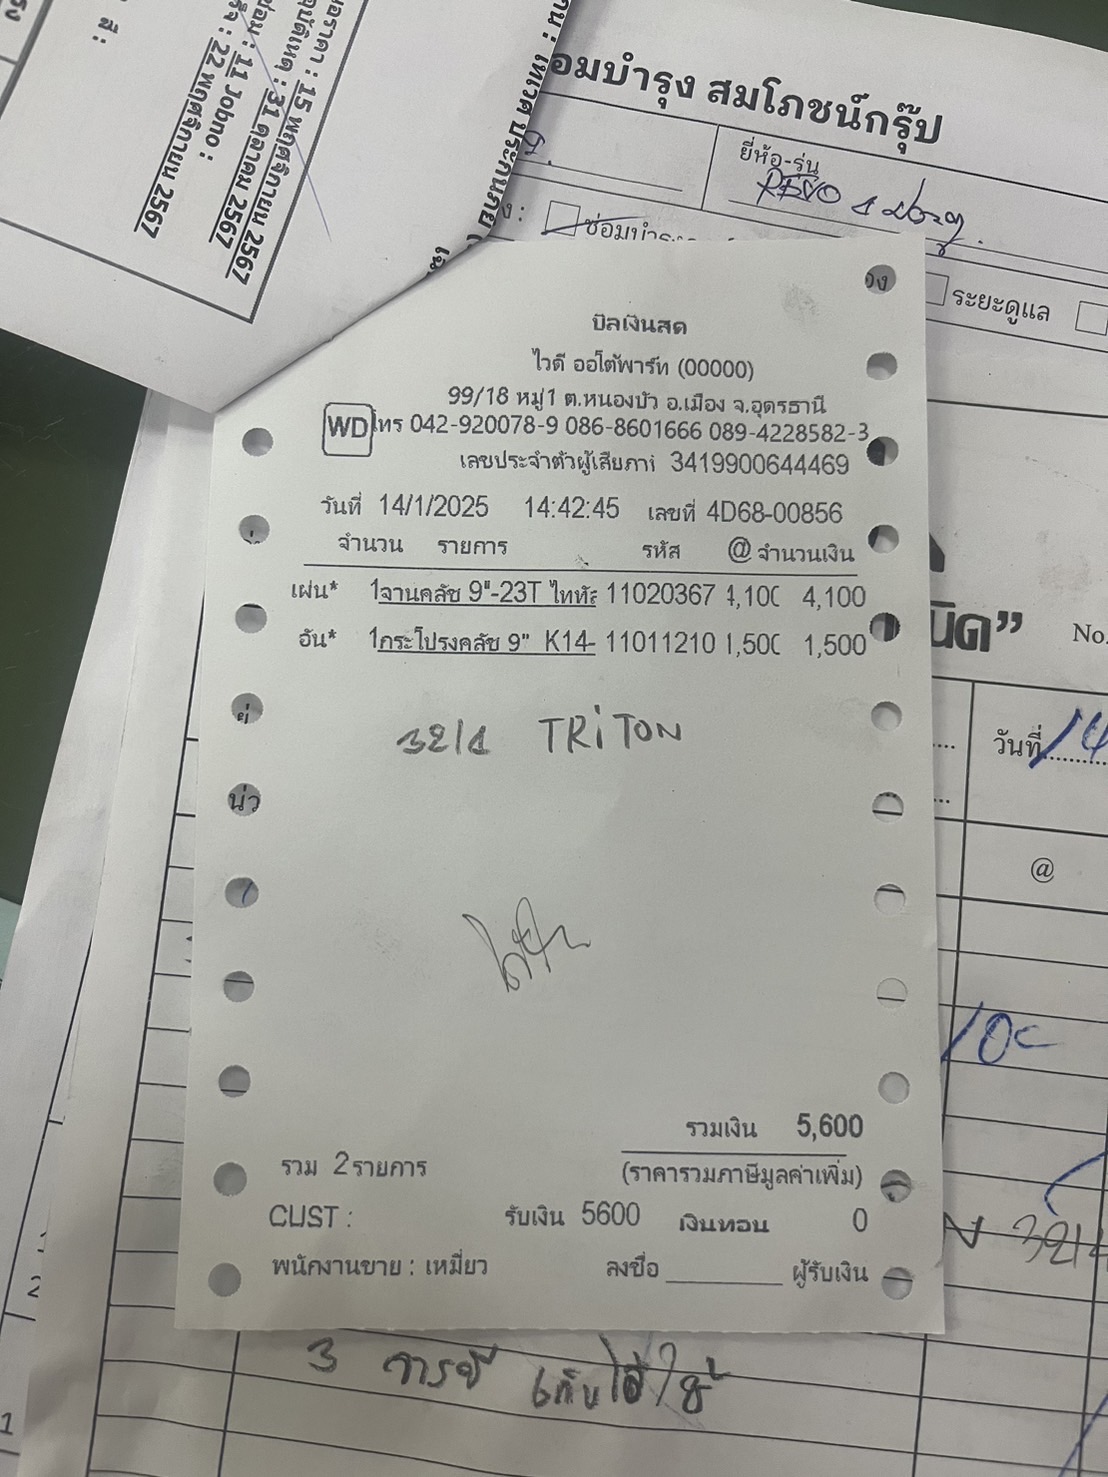 15 พฤศจิกายน 2567
31 ตุลาคม 2567
11 Jobno :
22 พฤศจิกายน 2567
สี :
อมบำรุง สมโภชน์กรุ๊ป
ยี่ห้อ-รุ่น
ซ่อมบำรุง
ระยะดูแล
บิลเงินสด
ไวดี ออโต้พาร์ท (00000)
99/18 หมู่1 ต.หนองบัว อ.เมือง จ.อุดรธานี
WD โทร 042-920078-9 086-8601666 089-4228582-3
เลขประจำตัวผู้เสียภาษี 3419900644469
วันที่ 14/1/2025 14:42:45 เลขที่ 4D68-00856
จำนวน รายการ รหัส @ จำนวนเงิน
เผ่น* 1จานคลัช 9"-23T ไททั 11020367 4,100 4,100
อัน* 1กระโปรงคลัช 9" K14- 11011210 1,500 1,500
TRiTON
รวมเงิน 5,600
รวม 2รายการ (ราคารวมภาษีมูลค่าเพิ่ม)
CUST : รับเงิน 5600 เงินทอน 0
พนักงานขาย : เหมี่ยว ลงชื่อ ผู้รับเงิน
No.
วันที่ 14
@
3